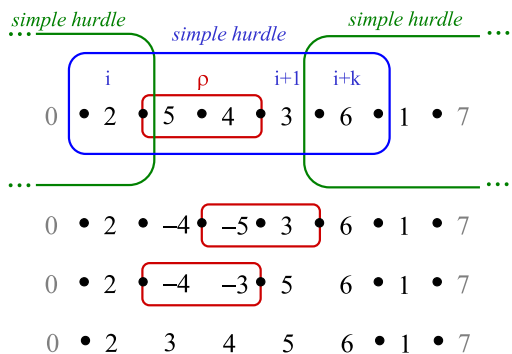 simple hurdle simple hurdle simple hurdle
... ...
i ρ i+1 i+k
0 • 2 • 5 • 4 • 3 • 6 • 1 • 7
... ...
0 • 2 • −4 • −5 • 3 • 6 • 1 • 7
0 • 2 • −4 −3 • 5 6 • 1 • 7
0 • 2 3 4 5 6 • 1 • 7